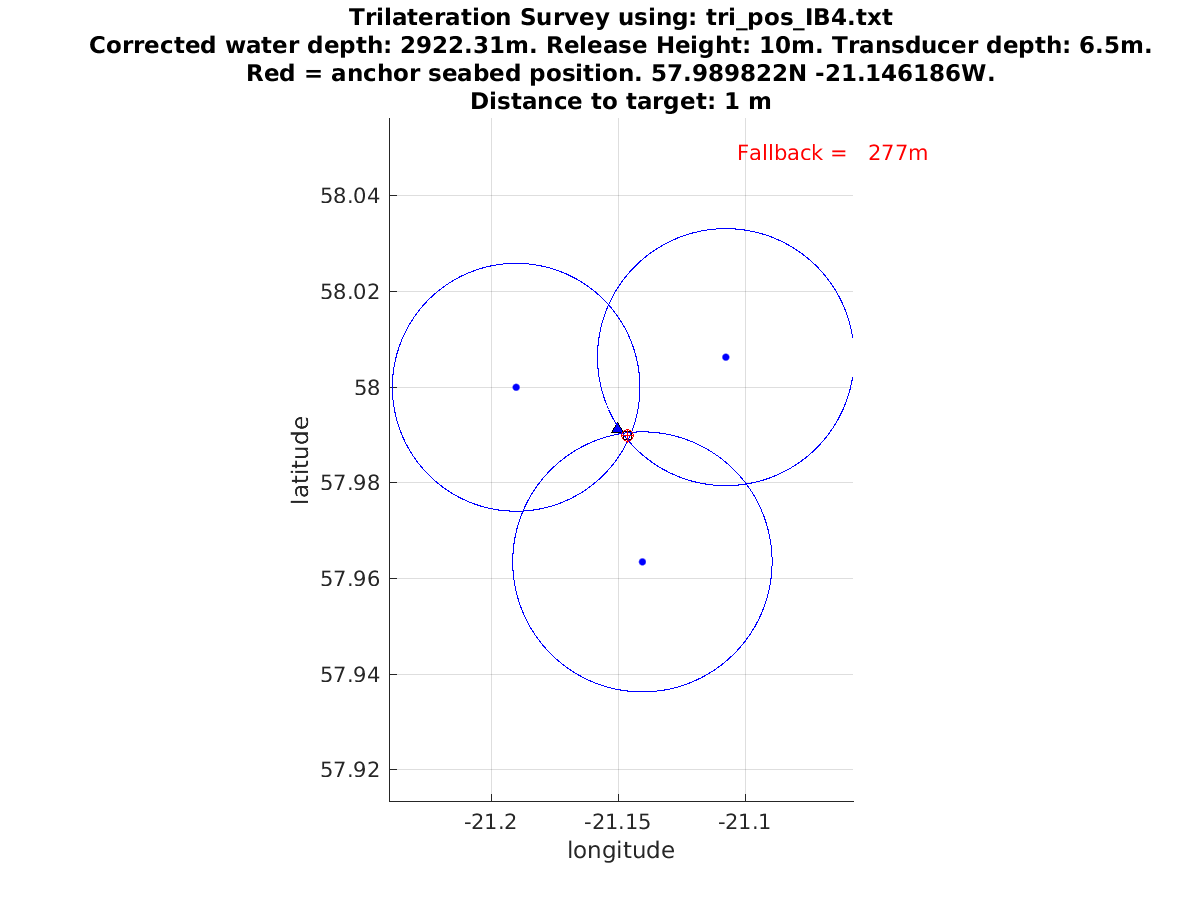 Trilateration Survey using: tri_pos_IB4.txt
Corrected water depth: 2922.31m. Release Height: 10m. Transducer depth: 6.5m.
Red = anchor seabed position. 57.989822N -21.146186W.
Distance to target: 1 m
Fallback = 277m
58.04
58.02
58
57.98
57.96
57.94
57.92
latitude
-21.2
-21.15
-21.1
longitude